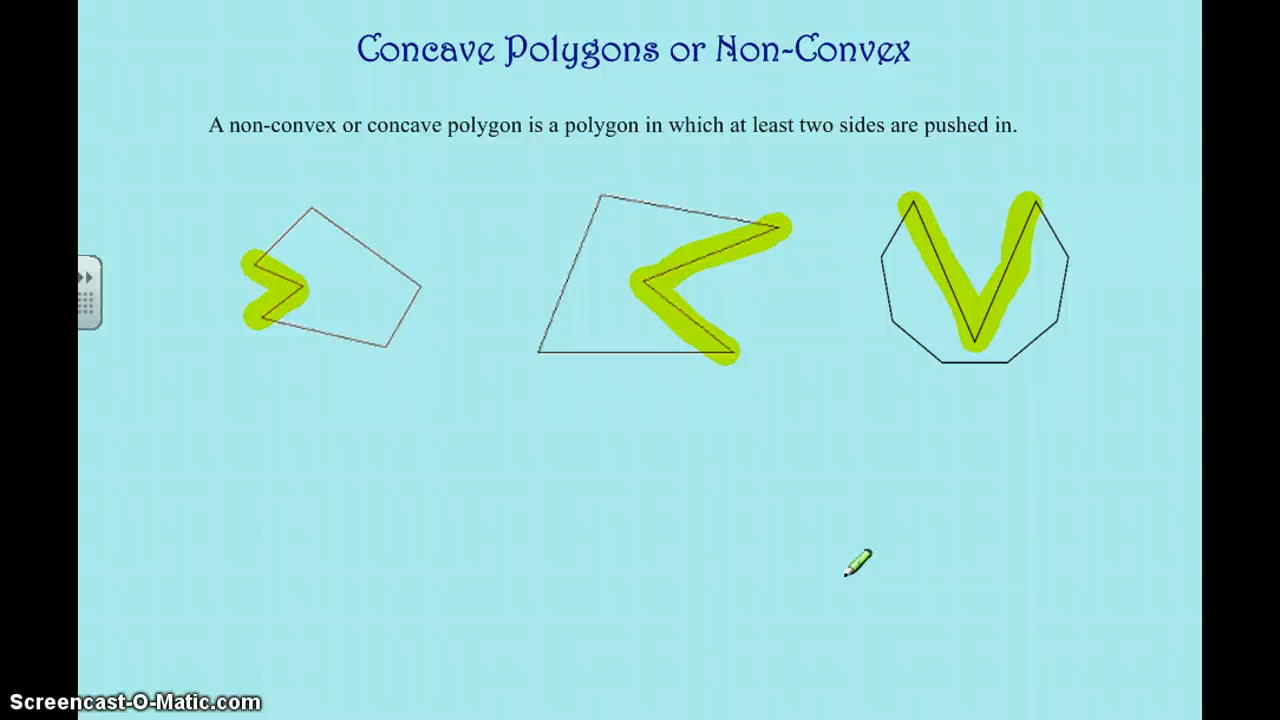 Concave Polygons or Non-Convex
A non-convex or concave polygon is a polygon in which at least two sides are pushed in.
Screencast-O-Matic.com